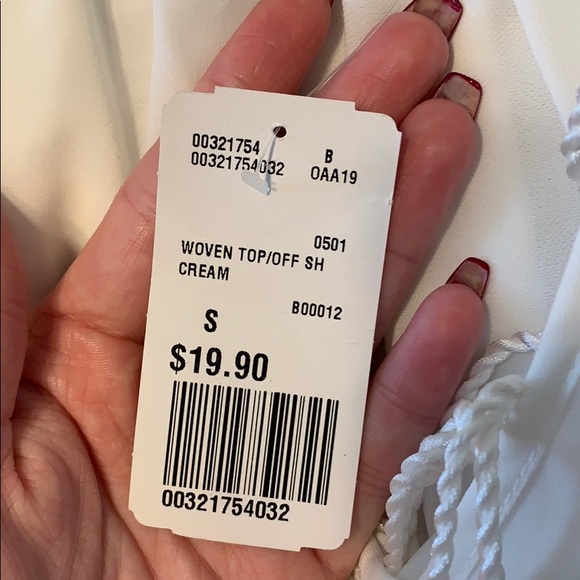 00321754 B
00321754032 OAA19
0501
WOVEN TOP/OFF SH
CREAM
B00012
S
$19.90
00321754032